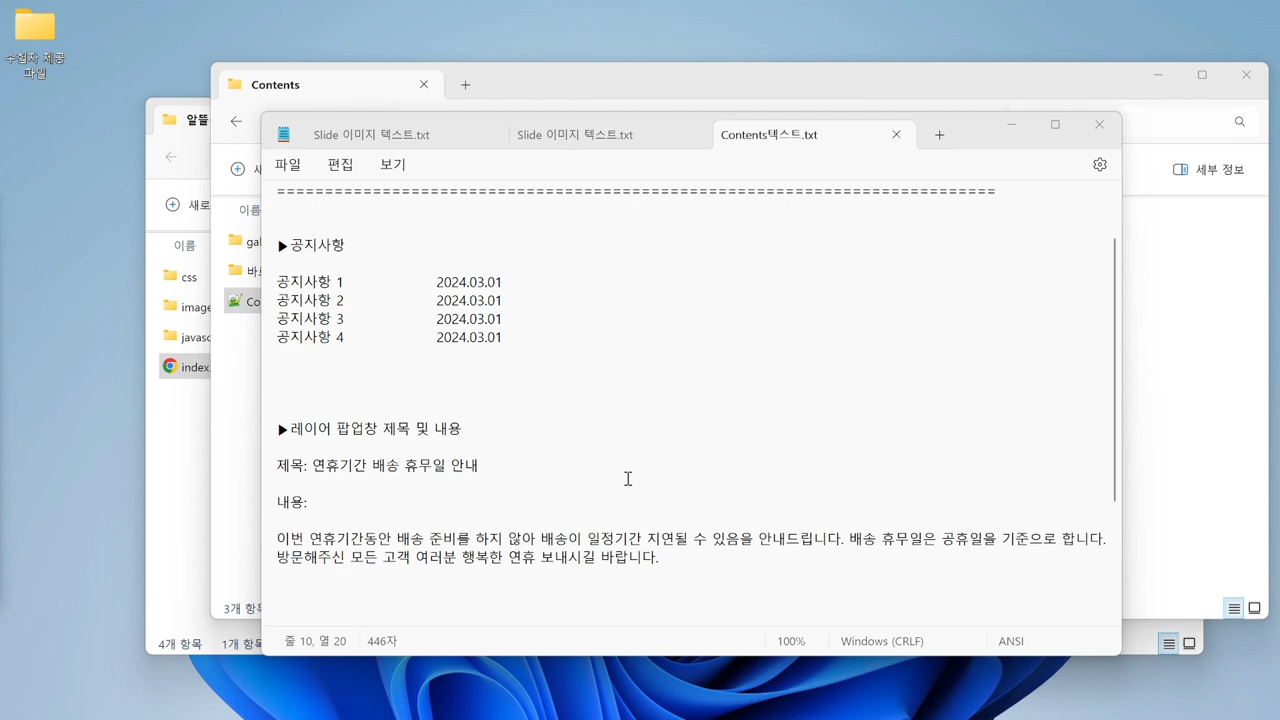 수험자 제공
파일
Contents
알뜰
Slide 이미지 텍스트.txt
Slide 이미지 텍스트.txt
Contents텍스트.txt
파일
편집
보기
세부 정보
새로
이름
이름
css
image
javasc
index.
gal
바로
Co
==========================================================================
▶공지사항
공지사항 1 2024.03.01
공지사항 2 2024.03.01
공지사항 3 2024.03.01
공지사항 4 2024.03.01
▶레이어 팝업창 제목 및 내용
제목: 연휴기간 배송 휴무일 안내
내용:
이번 연휴기간동안 배송 준비를 하지 않아 배송이 일정기간 지연될 수 있음을 안내드립니다. 배송 휴무일은 공휴일을 기준으로 합니다.
방문해주신 모든 고객 여러분 행복한 연휴 보내시길 바랍니다.
3개 항목
4개 항목
1개 항목
줄 10, 열 20
446자
100%
Windows (CRLF)
ANSI